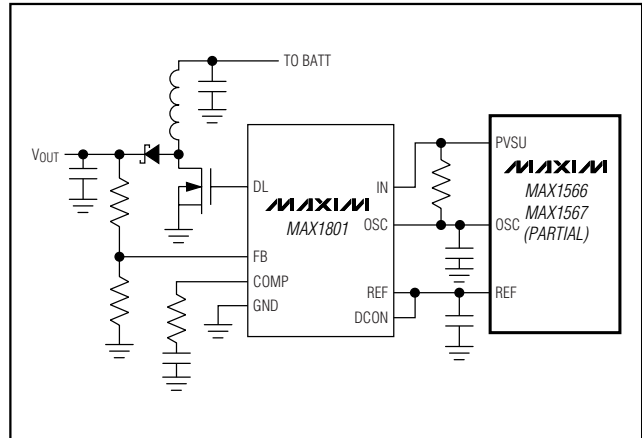 TO BATT
VOUT
DL
FB
COMP
GND
MAXIM
MAX1801
IN
OSC
REF
DCON
PVSU
MAXIM
MAX1566
MAX1567
(PARTIAL)
OSC
REF